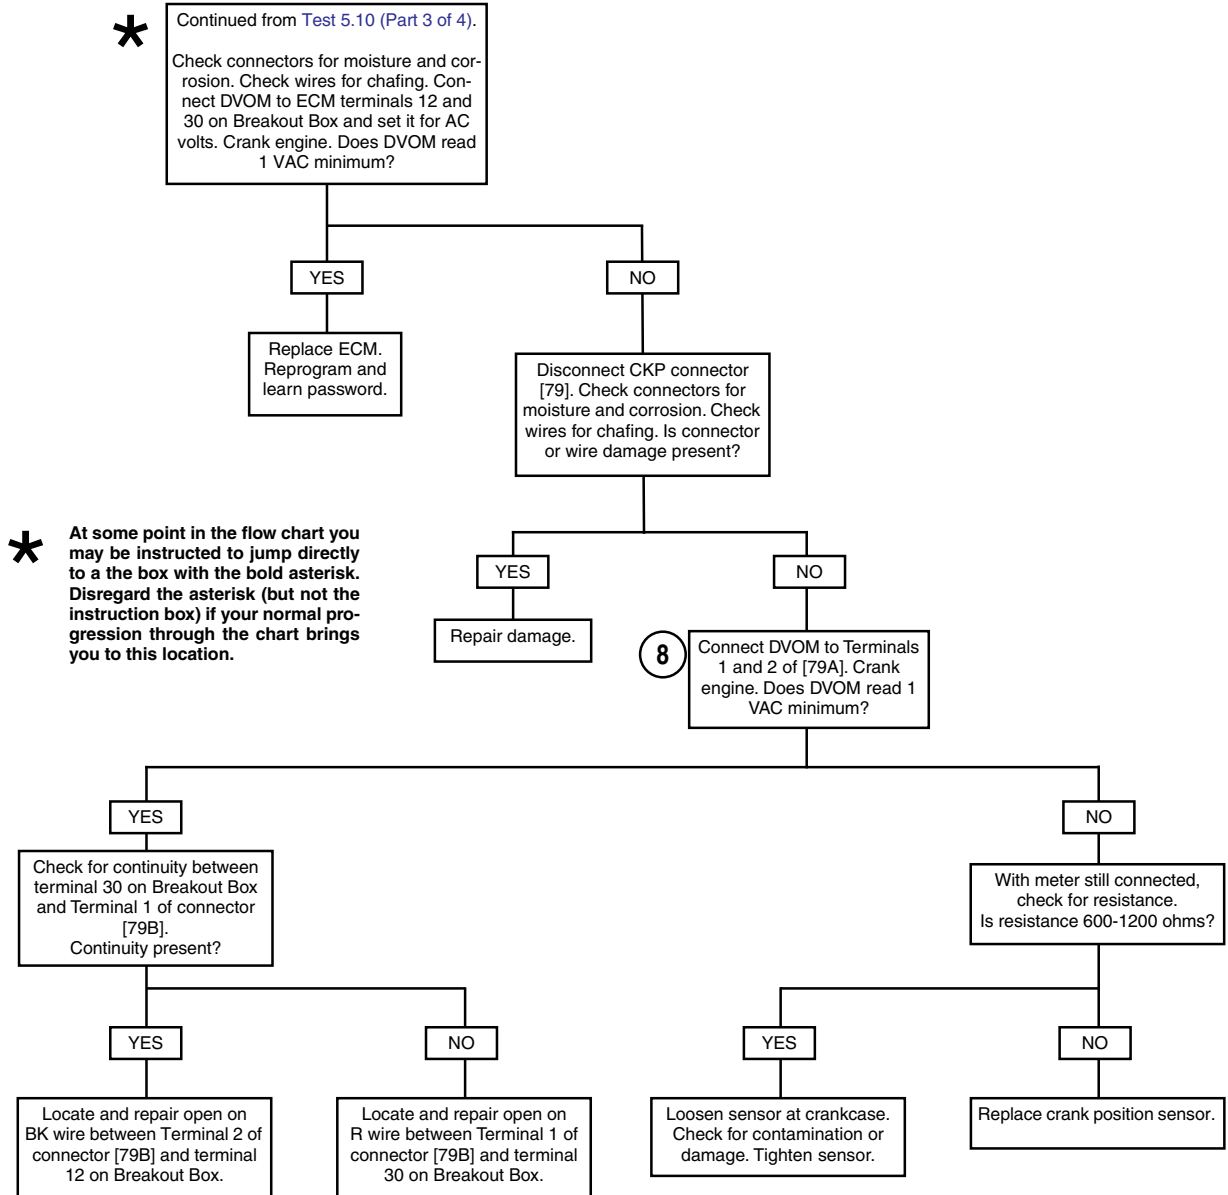 *
Continued from Test 5.10 (Part 3 of 4).
Check connectors for moisture and cor-
rosion. Check wires for chafing. Con-
nect DVOM to ECM terminals 12 and
30 on Breakout Box and set it for AC
volts. Crank engine. Does DVOM read
1 VAC minimum?
YES
NO
Replace ECM.
Reprogram and
learn password.
Disconnect CKP connector
[79]. Check connectors for
moisture and corrosion. Check
wires for chafing. Is connector
or wire damage present?
*
At some point in the flow chart you
may be instructed to jump directly
to a the box with the bold asterisk.
Disregard the asterisk (but not the
instruction box) if your normal pro-
gression through the chart brings
you to this location.
YES
NO
Repair damage.
8
Connect DVOM to Terminals
1 and 2 of [79A]. Crank
engine. Does DVOM read 1
VAC minimum?
YES
NO
Check for continuity between
terminal 30 on Breakout Box
and Terminal 1 of connector
[79B].
Continuity present?
With meter still connected,
check for resistance.
Is resistance 600-1200 ohms?
YES
NO
YES
NO
Locate and repair open on
BK wire between Terminal 2 of
connector [79B] and terminal
12 on Breakout Box.
Locate and repair open on
R wire between Terminal 1 of
connector [79B] and terminal
30 on Breakout Box.
Loosen sensor at crankcase.
Check for contamination or
damage. Tighten sensor.
Replace crank position sensor.